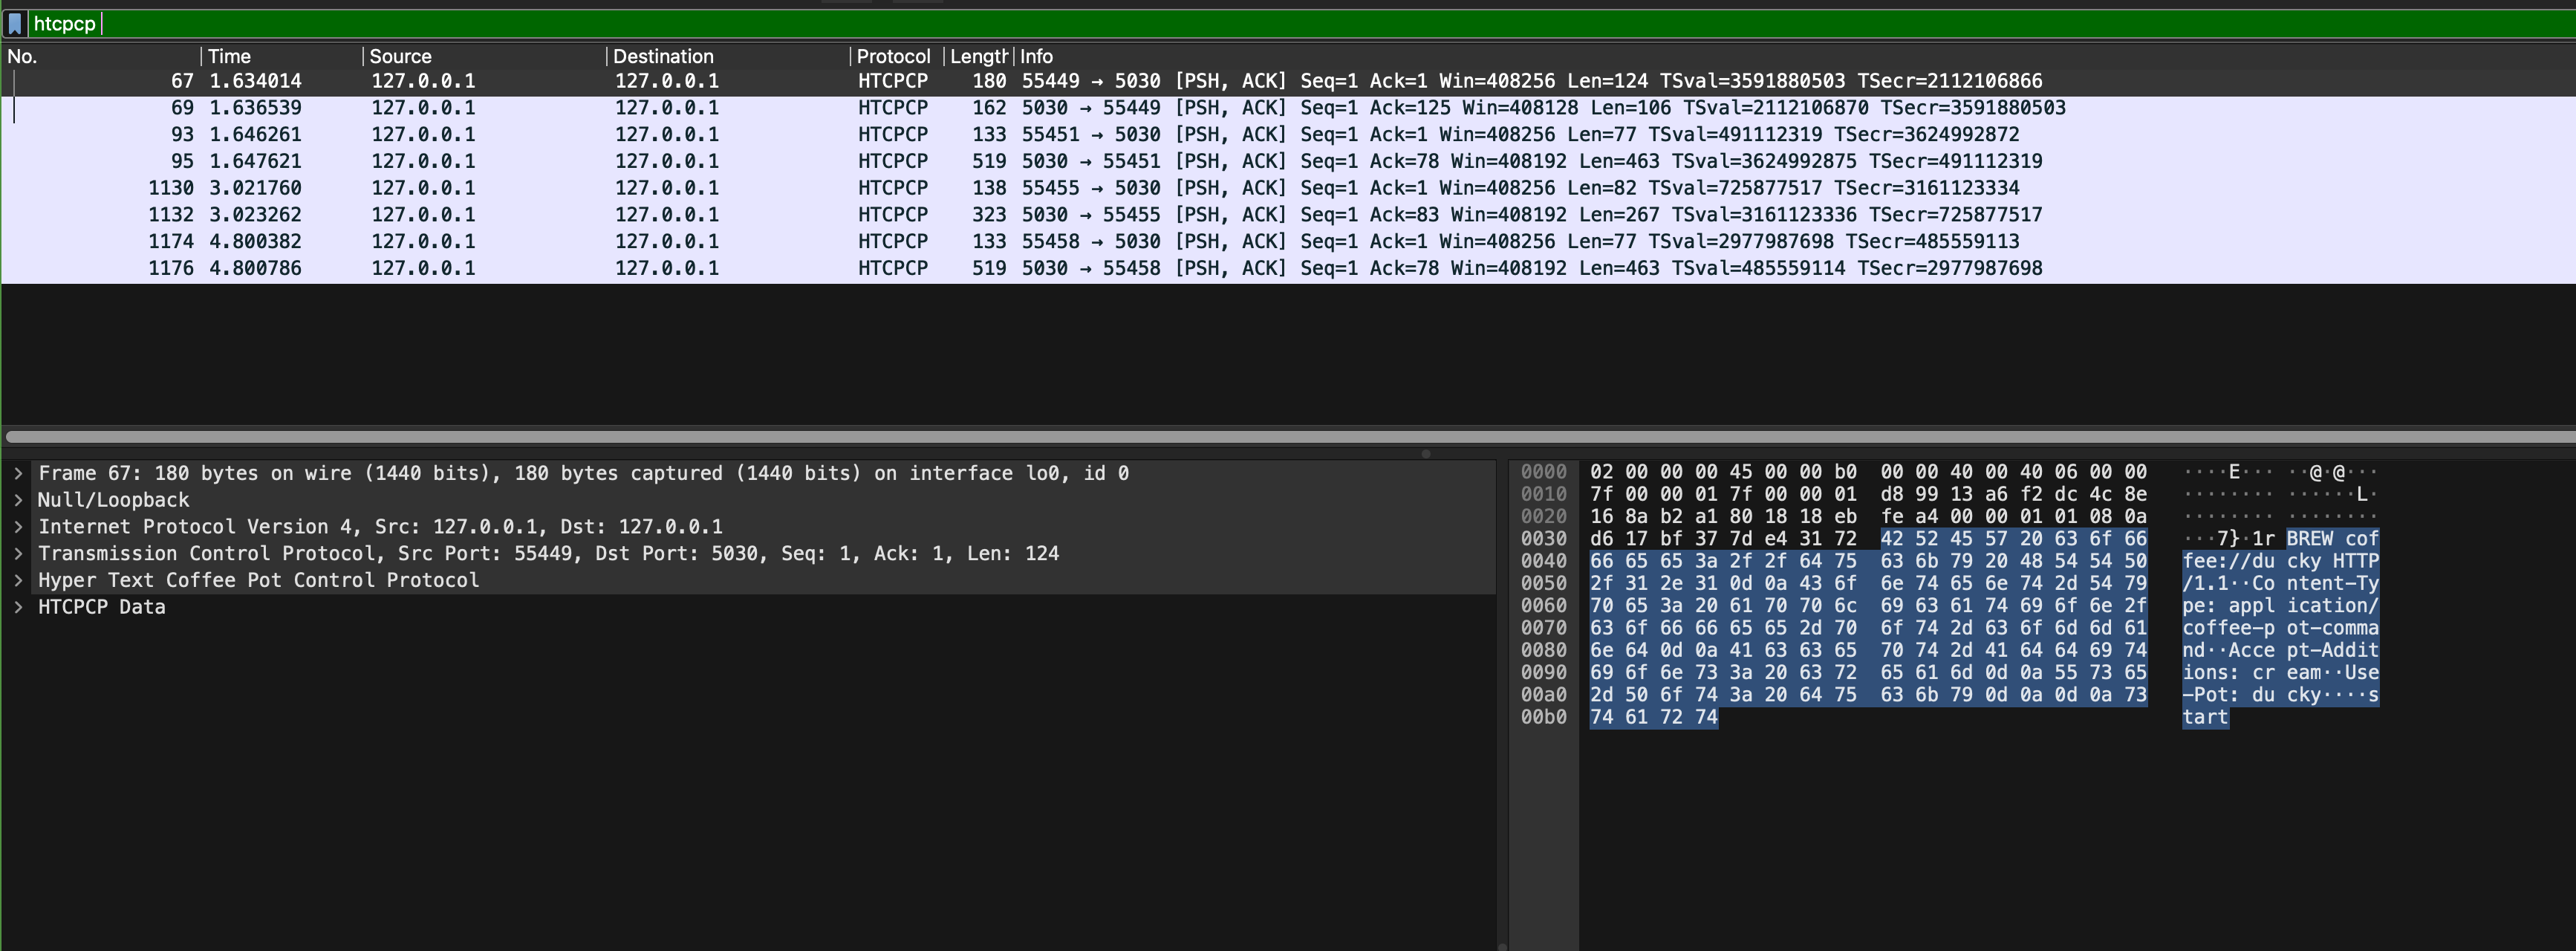 htcpcp
No. Time Source Destination Protocol Length Info
67 1.634014 127.0.0.1 127.0.0.1 HTCPCP 180 55449 → 5030 [PSH, ACK] Seq=1 Ack=1 Win=408256 Len=124 TSval=3591880503 TSecr=2112106866
69 1.636539 127.0.0.1 127.0.0.1 HTCPCP 162 5030 → 55449 [PSH, ACK] Seq=1 Ack=125 Win=408128 Len=106 TSval=2112106870 TSecr=3591880503
93 1.646261 127.0.0.1 127.0.0.1 HTCPCP 133 55451 → 5030 [PSH, ACK] Seq=1 Ack=1 Win=408256 Len=77 TSval=491112319 TSecr=3624992872
95 1.647621 127.0.0.1 127.0.0.1 HTCPCP 519 5030 → 55451 [PSH, ACK] Seq=1 Ack=78 Win=408192 Len=463 TSval=3624992875 TSecr=491112319
1130 3.021760 127.0.0.1 127.0.0.1 HTCPCP 138 55455 → 5030 [PSH, ACK] Seq=1 Ack=1 Win=408256 Len=82 TSval=725877517 TSecr=3161123334
1132 3.023262 127.0.0.1 127.0.0.1 HTCPCP 323 5030 → 55455 [PSH, ACK] Seq=1 Ack=83 Win=408192 Len=267 TSval=3161123336 TSecr=725877517
1174 4.800382 127.0.0.1 127.0.0.1 HTCPCP 133 55458 → 5030 [PSH, ACK] Seq=1 Ack=1 Win=408256 Len=77 TSval=2977987698 TSecr=485559113
1176 4.800786 127.0.0.1 127.0.0.1 HTCPCP 519 5030 → 55458 [PSH, ACK] Seq=1 Ack=78 Win=408192 Len=463 TSval=485559114 TSecr=2977987698
Frame 67: 180 bytes on wire (1440 bits), 180 bytes captured (1440 bits) on interface lo0, id 0
Null/Loopback
Internet Protocol Version 4, Src: 127.0.0.1, Dst: 127.0.0.1
Transmission Control Protocol, Src Port: 55449, Dst Port: 5030, Seq: 1, Ack: 1, Len: 124
Hyper Text Coffee Pot Control Protocol
HTCPCP Data
0000 02 00 00 00 45 00 00 b0 00 00 40 00 40 06 00 00 ····E··· ··@·@···
0010 7f 00 00 01 7f 00 00 01 d8 99 13 a6 f2 dc 4c 8e ········ ······L·
0020 16 8a b2 a1 80 18 18 eb fe a4 00 00 01 01 08 0a ········ ········
0030 d6 17 bf 37 7d e4 31 72 42 52 45 57 20 63 6f 66 ···7}·1r BREW cof
0040 66 65 65 3a 2f 2f 64 75 63 6b 79 20 48 54 54 50 fee://du cky HTTP
0050 2f 31 2e 31 0d 0a 43 6f 6e 74 65 6e 74 2d 54 79 /1.1··Co ntent-Ty
0060 70 65 3a 20 61 70 70 6c 69 63 61 74 69 6f 6e 2f pe: appl ication/
0070 63 6f 66 66 65 65 2d 70 6f 74 2d 63 6f 6d 6d 61 coffee-p ot-comma
0080 6e 64 0d 0a 41 63 63 65 70 74 2d 41 64 64 69 74 nd··Acce pt-Addit
0090 69 6f 6e 73 3a 20 63 72 65 61 6d 0d 0a 55 73 65 ions: cr eam··Use
00a0 2d 50 6f 74 3a 20 64 75 63 6b 79 0d 0a 0d 0a 73 -Pot: du cky····s
00b0 74 61 72 74 tart